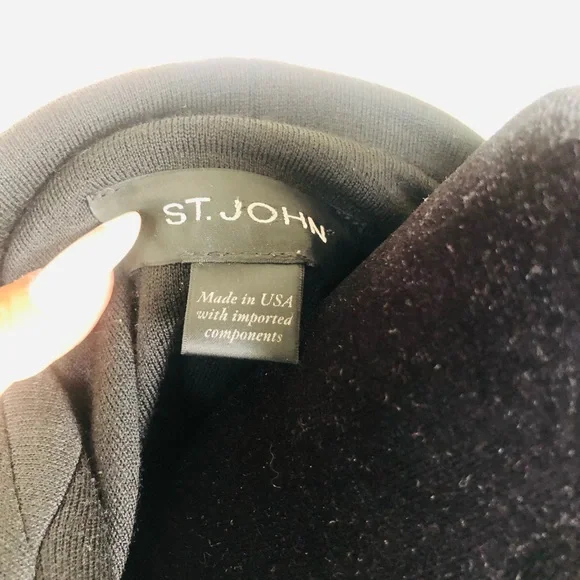 ST. JOHN
Made in USA
with imported
components